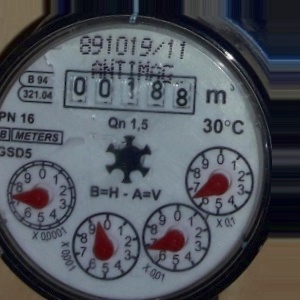 891019/11
ANTIMAG
B 94
321.04
00188 m
PN 16
Qn 1,5
30°C
B METERS
GSD5
B=H - A=V
X 0,0001
X 0,001
X 0,01
X 0,1